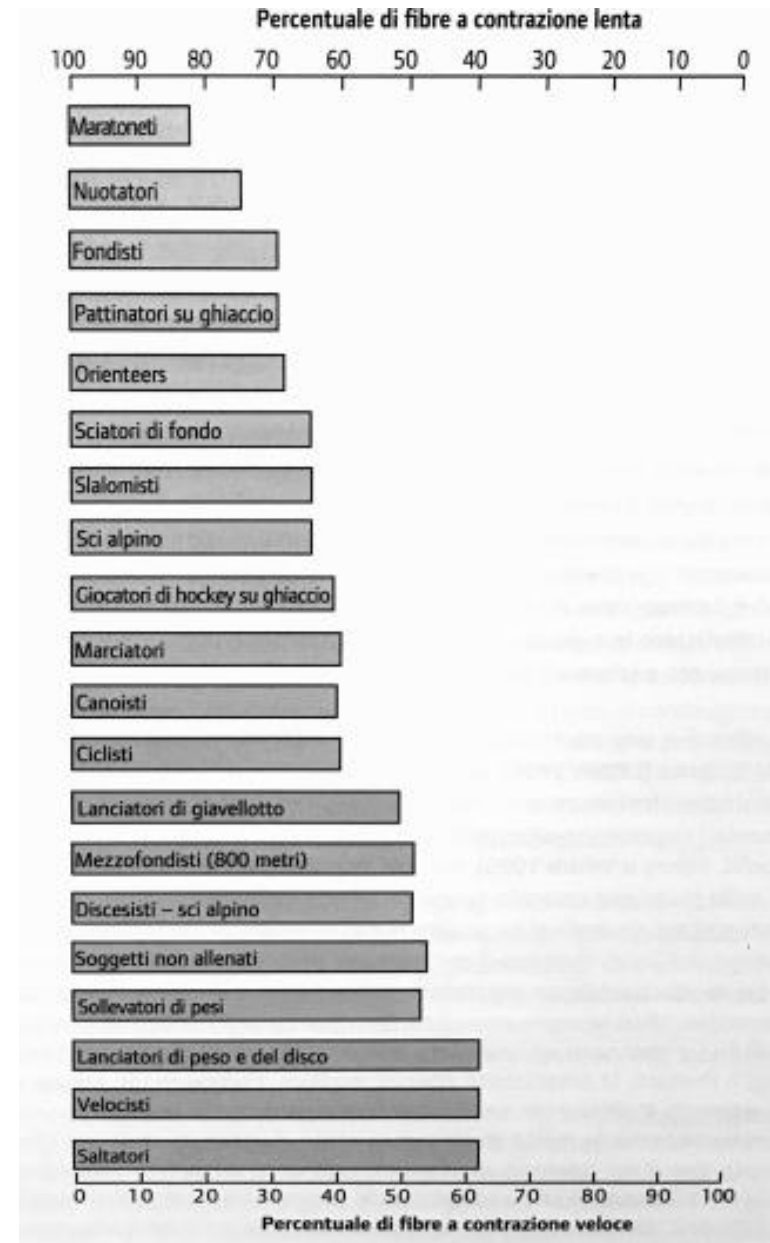 Percentuale di fibre a contrazione lenta
100 90 80 70 60 50 40 30 20 10 0
Maratoneti
Nuotatori
Fondisti
Pattinatori su ghiaccio
Orienteers
Sciatori di fondo
Slalomisti
Sci alpino
Giocatori di hockey su ghiaccio
Marciatori
Canoisti
Ciclisti
Lanciatori di giavellotto
Mezzofondisti (800 metri)
Discesisti – sci alpino
Soggetti non allenati
Sollevatori di pesi
Lanciatori di peso e del disco
Velocisti
Saltatori
0 10 20 30 40 50 60 70 80 90 100
Percentuale di fibre a contrazione veloce